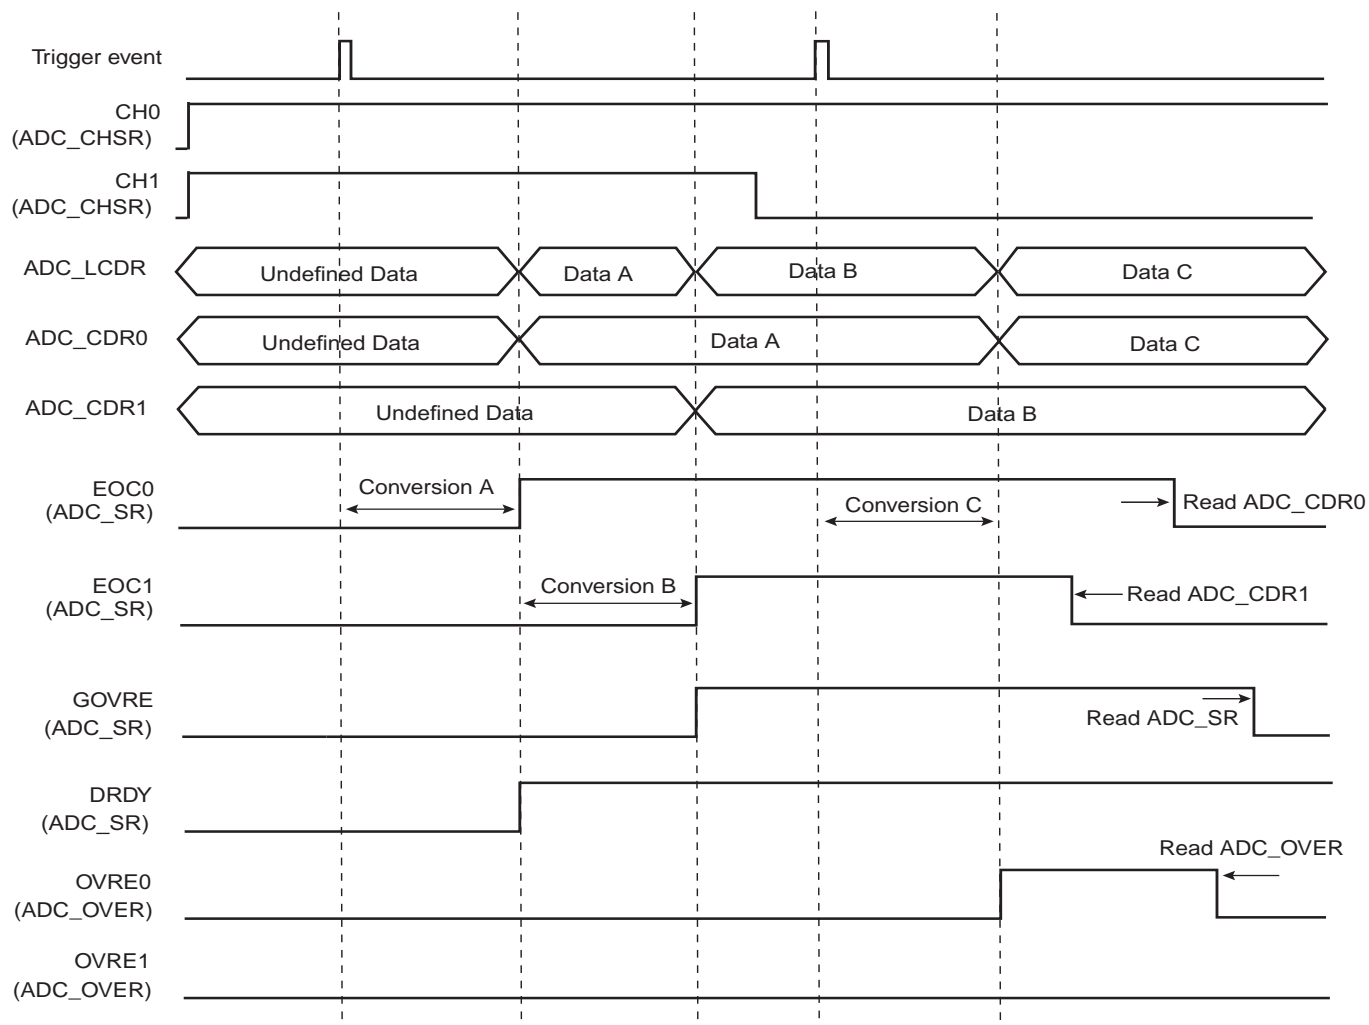 Trigger event
CH0
(ADC_CHSR)
CH1
(ADC_CHSR)
ADC_LCDR
Undefined Data
Data A
Data B
Data C
ADC_CDR0
Undefined Data
Data A
Data C
ADC_CDR1
Undefined Data
Data B
EOC0
(ADC_SR)
Conversion A
Conversion C
Read ADC_CDR0
EOC1
(ADC_SR)
Conversion B
Read ADC_CDR1
GOVRE
(ADC_SR)
Read ADC_SR
DRDY
(ADC_SR)
Read ADC_OVER
OVRE0
(ADC_OVER)
OVRE1
(ADC_OVER)